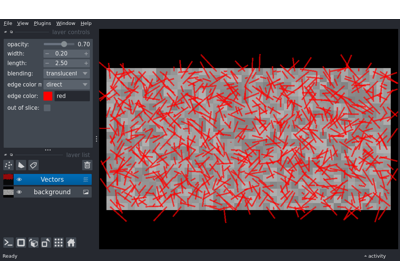 File View Plugins Window Help
layer controls
opacity: 0.70
width: - 0.20 +
length: - 2.50 +
blending: translucent
edge color m direct
edge color: red
out of slice:
layer list
Vectors
background
Ready
activity